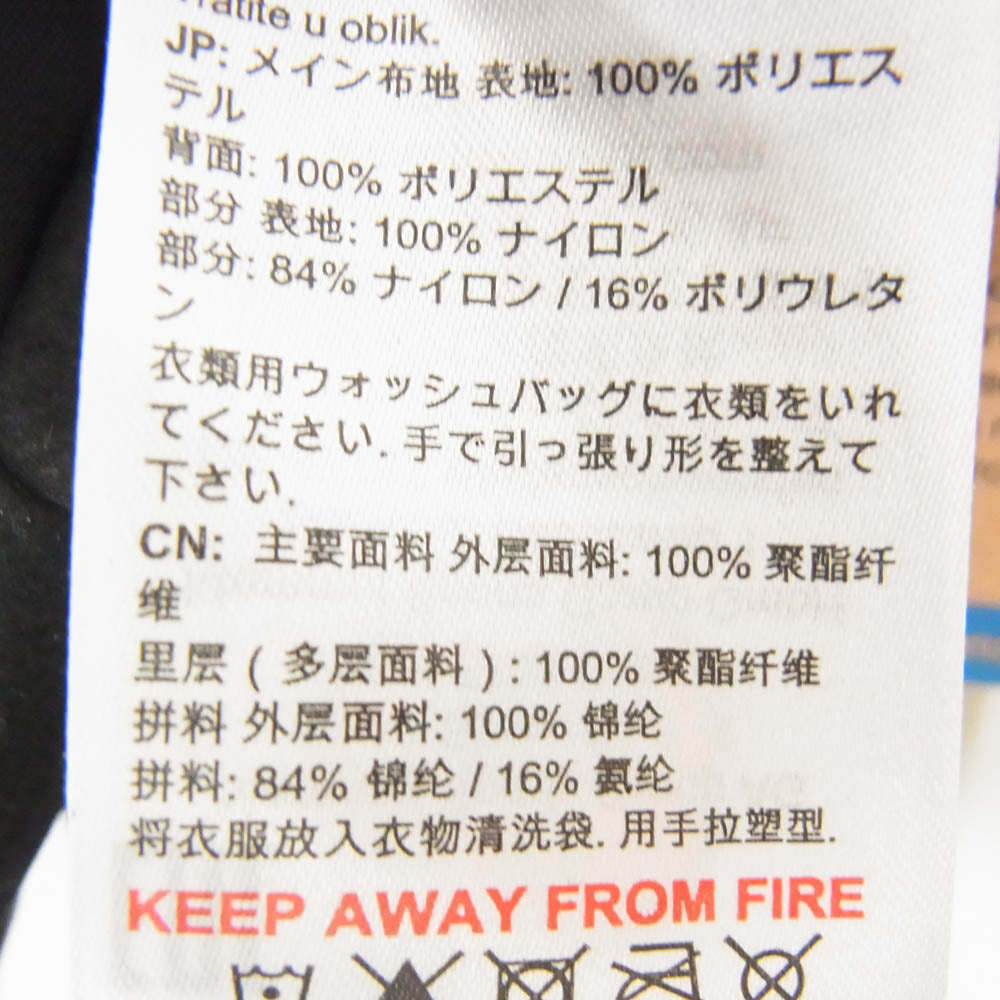 u oblik.
JP: メイン布地 表地: 100% ポリエス
テル
背面: 100% ポリエステル
部分 表地: 100% ナイロン
部分: 84% ナイロン / 16% ポリウレタ
ン
衣類用ウォッシュバッグに衣類をいれ
てください. 手で引っ張り形を整えて
下さい.
CN: 主要面料 外层面料: 100% 聚酯纤
维
里层 ( 多层面料 ) : 100% 聚酯纤维
拼料 外层面料: 100% 锦纶
拼料: 84% 锦纶 / 16% 氨纶
将衣服放入衣物清洗袋. 用手拉塑型.
KEEP AWAY FROM FIRE